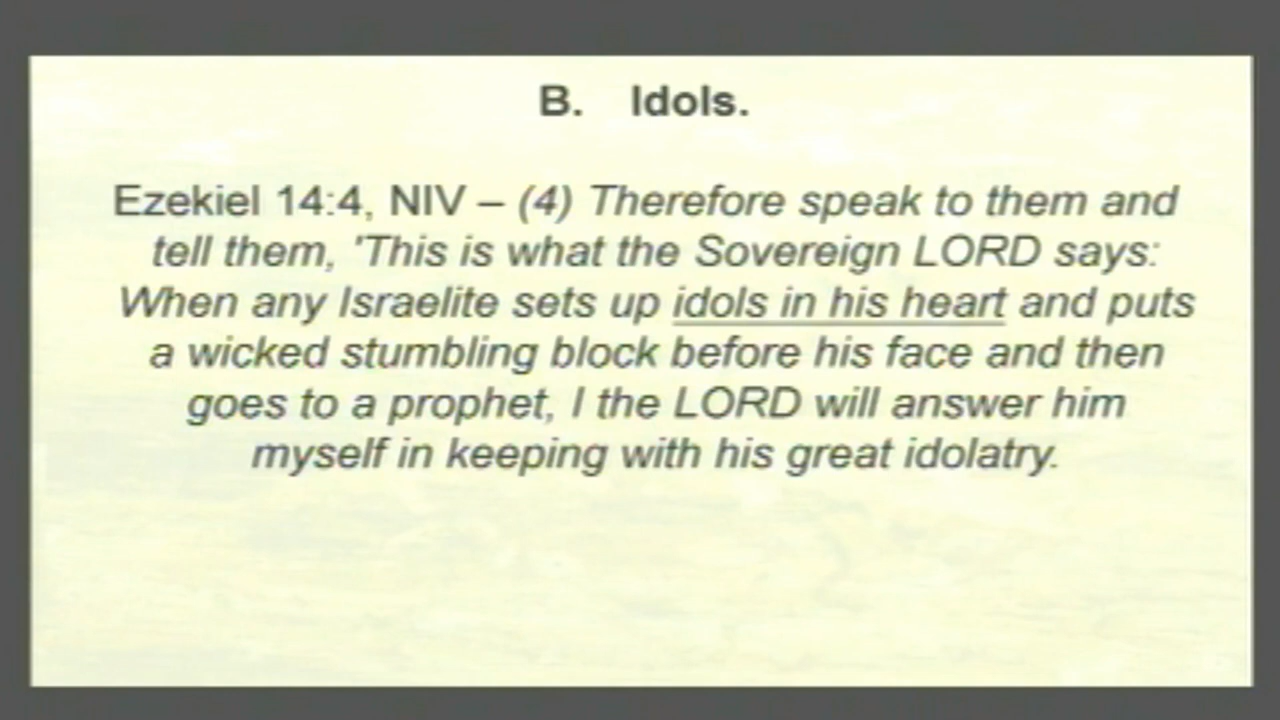 B. Idols.
Ezekiel 14:4, NIV – (4) Therefore speak to them and
tell them, 'This is what the Sovereign LORD says:
When any Israelite sets up idols in his heart and puts
a wicked stumbling block before his face and then
goes to a prophet, I the LORD will answer him
myself in keeping with his great idolatry.